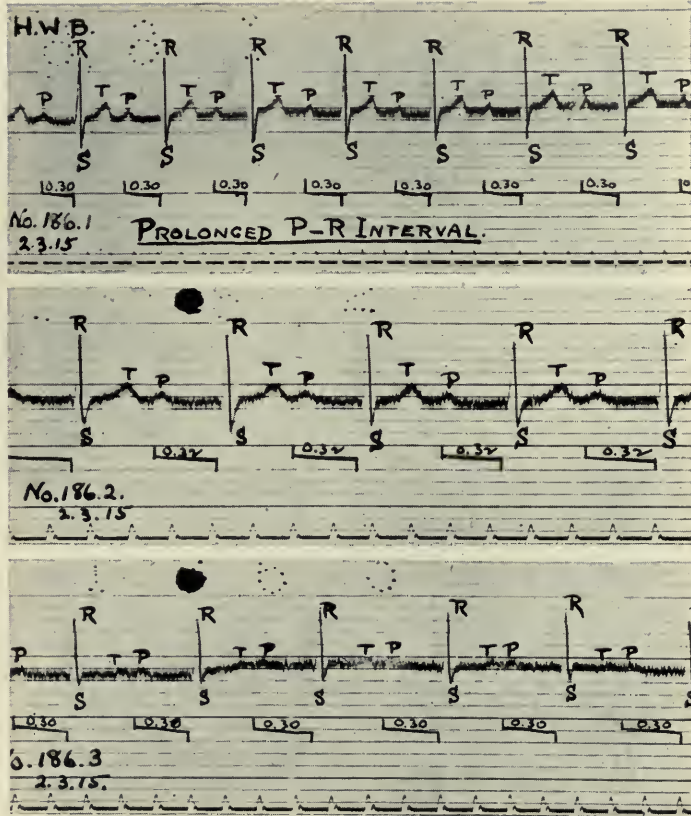 H.W.B.
R R R R R R R
T P T P T P T P T P T P T P
P
S S S S S S S
0.30 0.30 0.30 0.30 0.30 0.30 0.30
No. 186.1
2.3.15
PROLONGED P-R INTERVAL.
R R R R R
T P T P T P T P
S S S S S
0.32 0.32 0.32 0.32
No. 186.2.
2.3.15
R R R R R
P T P T P T P T P T P
S S S S S
0.30 0.30 0.30 0.30 0.30 0.30
o. 186.3
2.3.15.